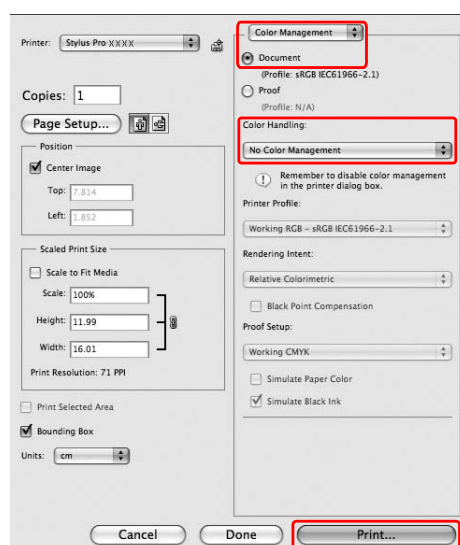 Printer: Stylus Pro XXXX
Copies: 1
Page Setup...
Position
Center Image
Top: 7.814
Left: 1.852
Scaled Print Size
Scale to Fit Media
Scale: 100%
Height: 11.99
Width: 16.01
Print Resolution: 71 PPI
Print Selected Area
Bounding Box
Units: cm
Color Management
Document
(Profile: sRGB IEC61966-2.1)
Proof
(Profile: N/A)
Color Handling:
No Color Management
Remember to disable color management
in the printer dialog box.
Printer Profile:
Working RGB - sRGB IEC61966-2.1
Rendering Intent:
Relative Colorimetric
Black Point Compensation
Proof Setup:
Working CMYK
Simulate Paper Color
Simulate Black Ink
Cancel
Done
Print...